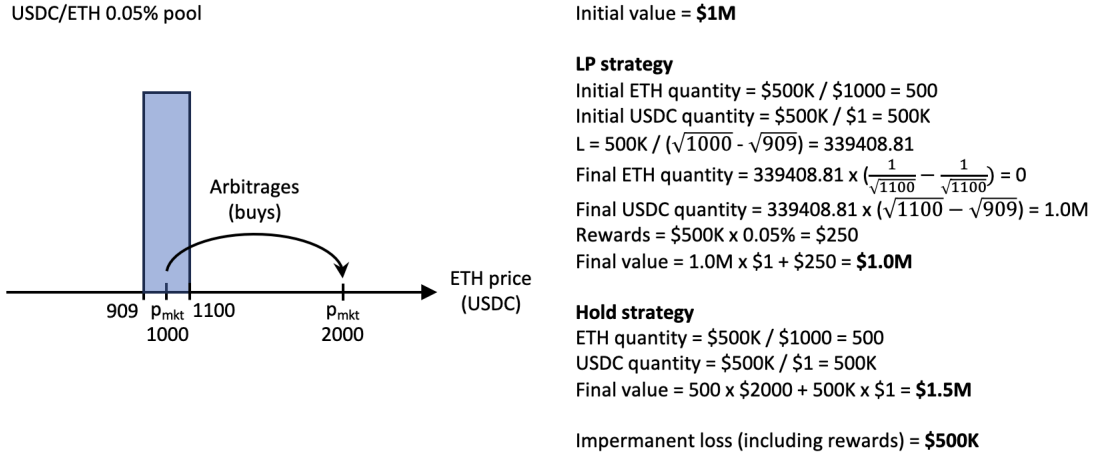 USDC/ETH 0.05% pool
Arbitrages
(buys)
ETH price
(USDC)
909 pmkt 1100
1000
pmkt
2000
Initial value = $1M
LP strategy
Initial ETH quantity = $500K / $1000 = 500
Initial USDC quantity = $500K / $1 = 500K
L = 500K / (√1000 - √909) = 339408.81
Final ETH quantity = 339408.81 x (1/√1100 − 1/√1100) = 0
Final USDC quantity = 339408.81 x (√1100 − √909) = 1.0M
Rewards = $500K x 0.05% = $250
Final value = 1.0M x $1 + $250 = $1.0M
Hold strategy
ETH quantity = $500K / $1000 = 500
USDC quantity = $500K / $1 = 500K
Final value = 500 x $2000 + 500K x $1 = $1.5M
Impermanent loss (including rewards) = $500K